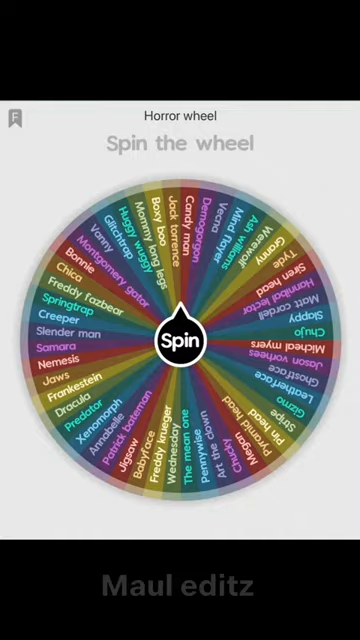 F
Horror wheel
Spin the wheel
Candy man
Demogorgon
Vecna
Mind flayer
Ash williams
Werewolf
Granny
Tyde
Siren head
Hannibal lector
Matt cordell
Slappy
Chujo
Micheal myers
Jason vorhees
Ghostface
Leatherface
Gizmo
Stripe
Pin head
Pyramid head
Megan
Chucky
Art the clown
Pennywise
The mean one
Wednesday
Freddy krueger
Babyface
Jigsaw
Patrick bateman
Annabelle
Xenomorph
Predator
Dracula
Frankestein
Jaws
Nemesis
Samara
Slender man
Creeper
Springtrap
Freddy fazbear
Chica
Bonnie
Montgomery gator
Vanny
Glitchtrap
Huggy wuggy
Mommy long legs
Boxy boo
Jack torrence
Spin
Maul editz